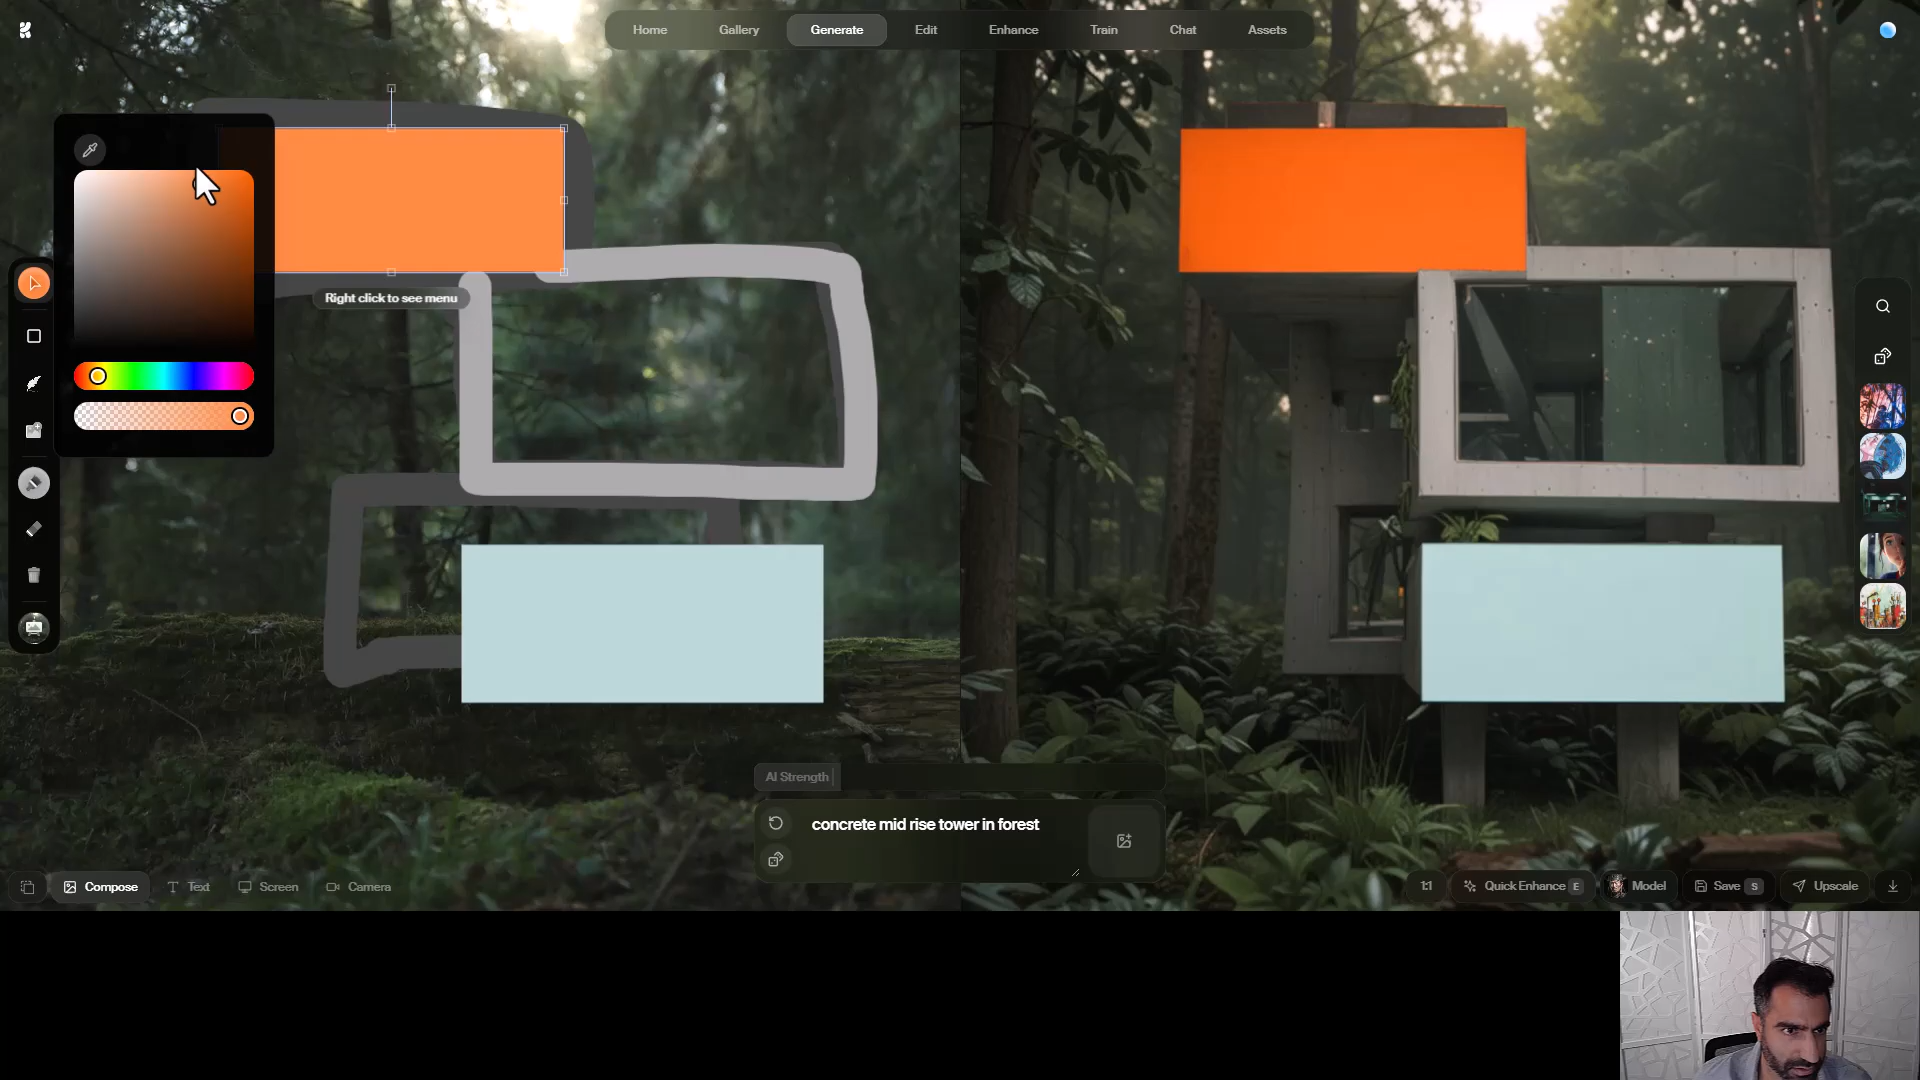 Home Gallery Generate Edit Enhance Train Chat Assets
Right click to see menu
AI Strength
concrete mid rise tower in forest
Compose Text Screen Camera
1:1 Quick Enhance E Model Save S Upscale